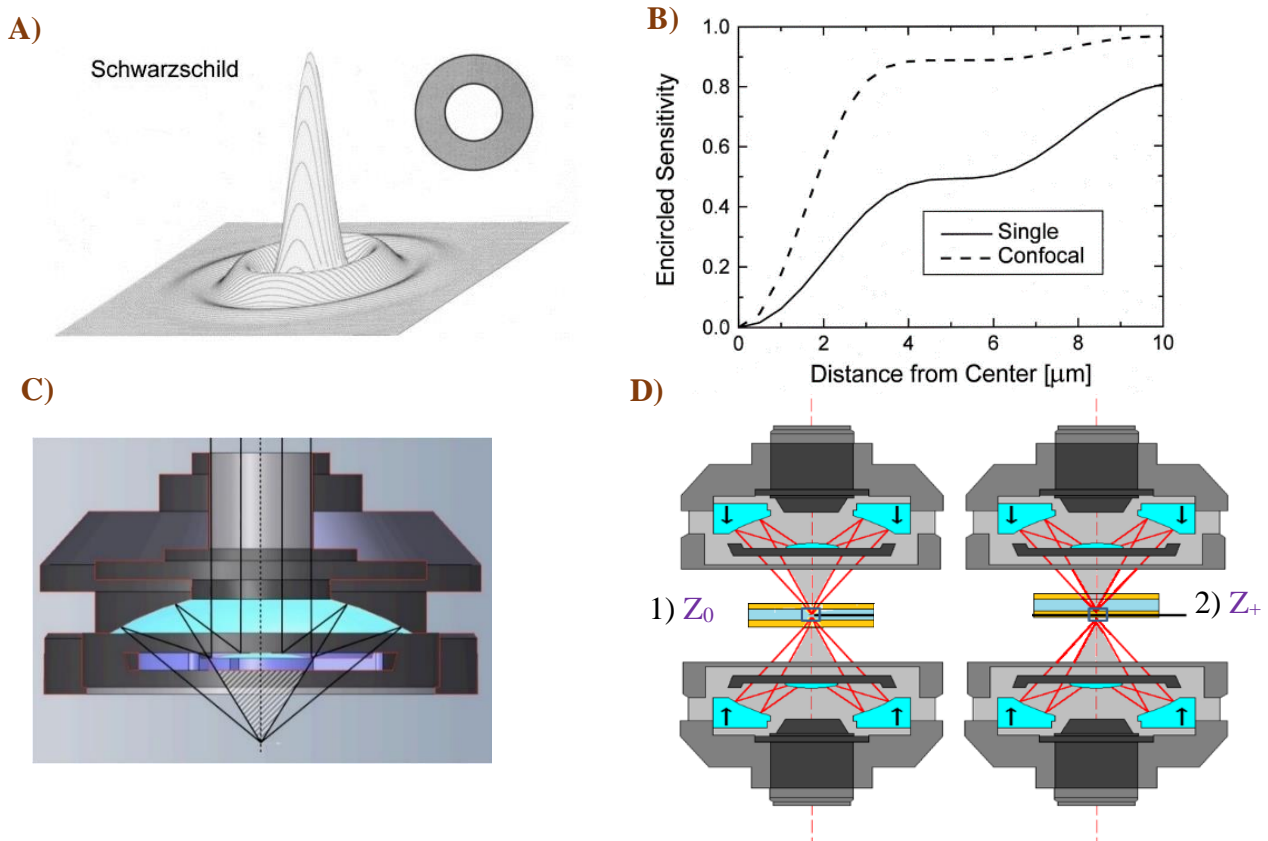 A)
Schwarzschild
B)
Encircled Sensitivity
1.0
0.8
0.6
0.4
0.2
0.0
Single
Confocal
0 2 4 6 8 10
Distance from Center [μm]
C)
D)
1) Z₀
2) Z₊